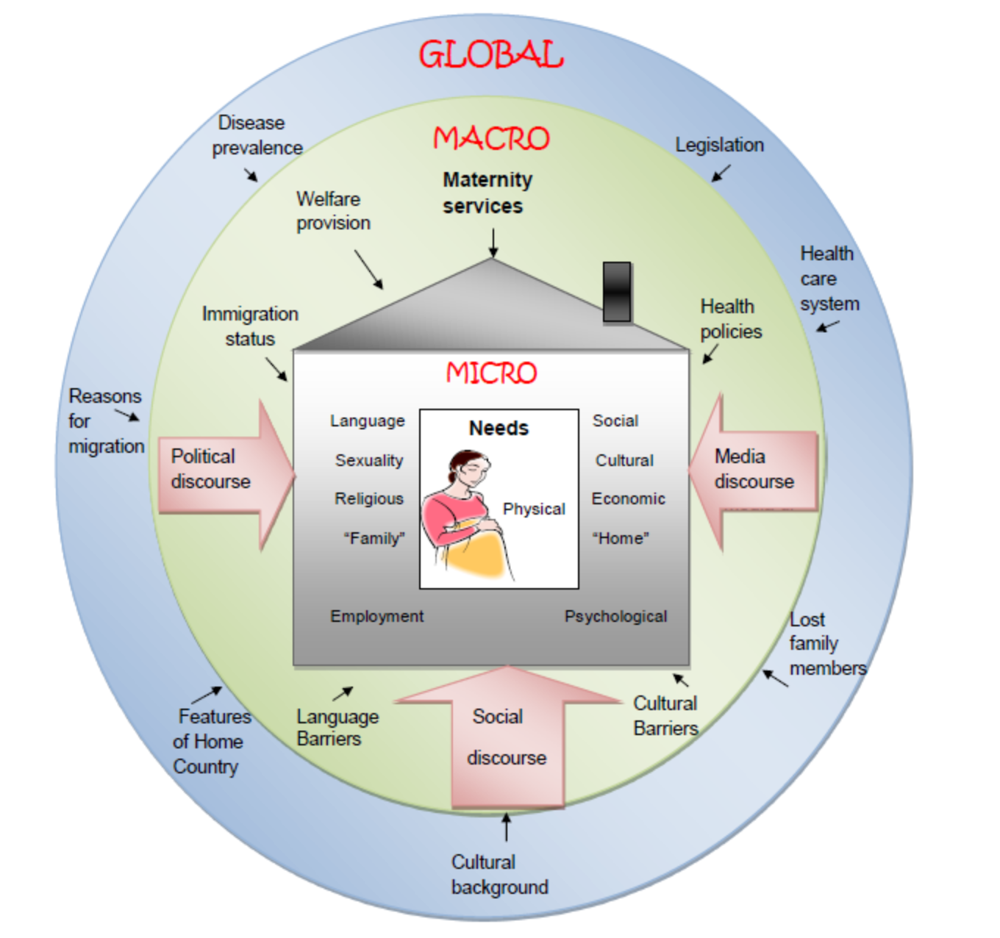 GLOBAL
Disease
prevalence
MACRO
Legislation
Maternity
services
Welfare
provision
Health
care
system
Immigration
status
Health
policies
MICRO
Reasons
for
migration
Political
discourse
Language
Sexuality
Religious
“Family”
Needs
Physical
Social
Cultural
Economic
“Home”
Media
discourse
Employment
Psychological
Lost
family
members
Features
of Home
Country
Language
Barriers
Social
discourse
Cultural
Barriers
Cultural
background